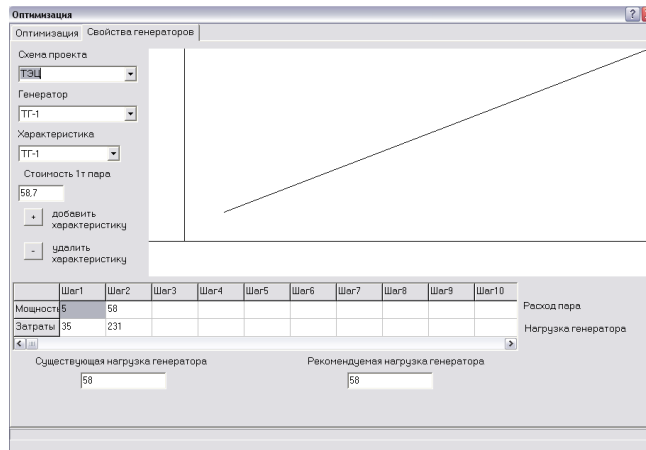 Оптимизация
Оптимизация Свойства генераторов
Схема проекта
ТЭЦ
Генератор
ТГ-1
Характеристика
ТГ-1
Стоимость 1т пара
58,7
+ добавить
характеристику
- удалить
характеристику
Шаг1 Шаг2 Шаг3 Шаг4 Шаг5 Шаг6 Шаг7 Шаг8 Шаг9 Шаг10
Мощность 5 58
Затраты 35 231
Расход пара
Нагрузка генератора
Существующая нагрузка генератора Рекомендуемая нагрузка генератора
58 58